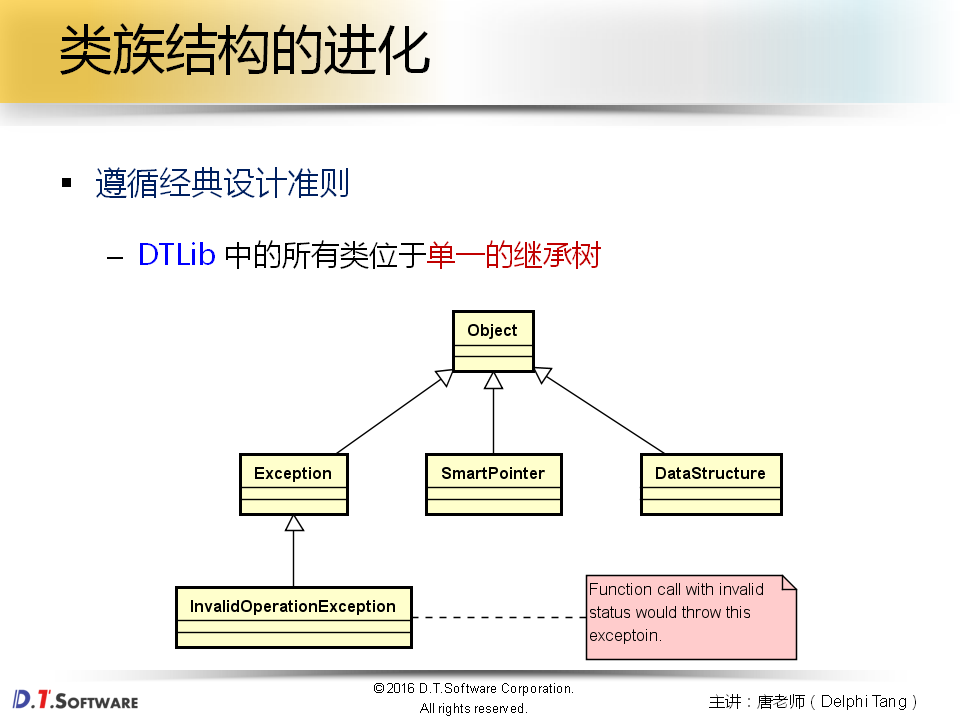 类族结构的进化
▪ 遵循经典设计准则
– DTLib 中的所有类位于单一的继承树
Object
Exception
SmartPointer
DataStructure
InvalidOperationException
Function call with invalid
status would throw this
exceptoin.
D.T.SOFTWARE
©2016 D.T.Software Corporation.
All rights reserved.
主讲：唐老师（Delphi Tang）